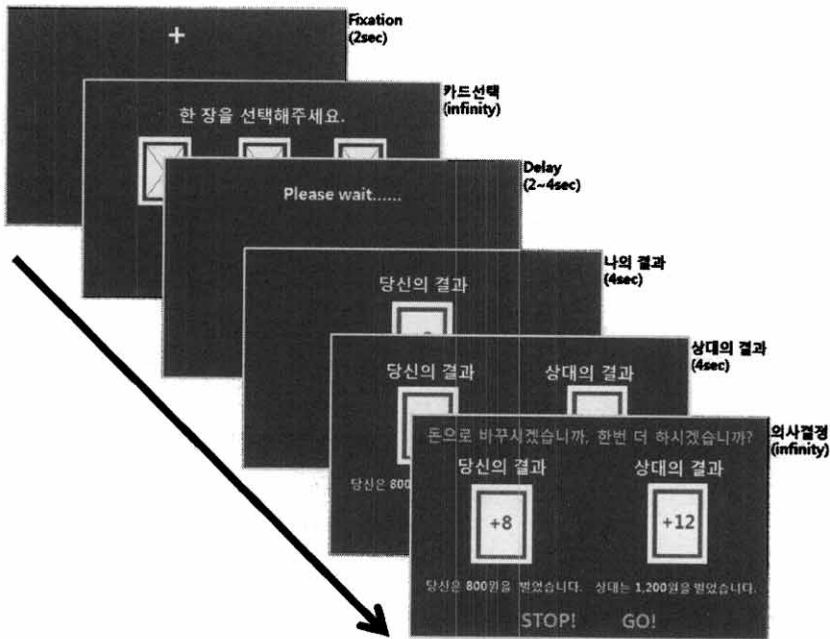 +
Fixation
(2sec)
한 장을 선택해주세요.
카드선택
(infinity)
Please wait......
Delay
(2~4sec)
당신의 결과
나의 결과
(4sec)
당신의 결과 상대의 결과
상대의 결과
(4sec)
당신은 800
돈으로 바꾸시겠습니까, 한번 더 하시겠습니까?
의사결정
(infinity)
당신의 결과 상대의 결과
+8 +12
당신은 800원을 벌었습니다. 상대는 1,200원을 벌었습니다.
STOP! GO!